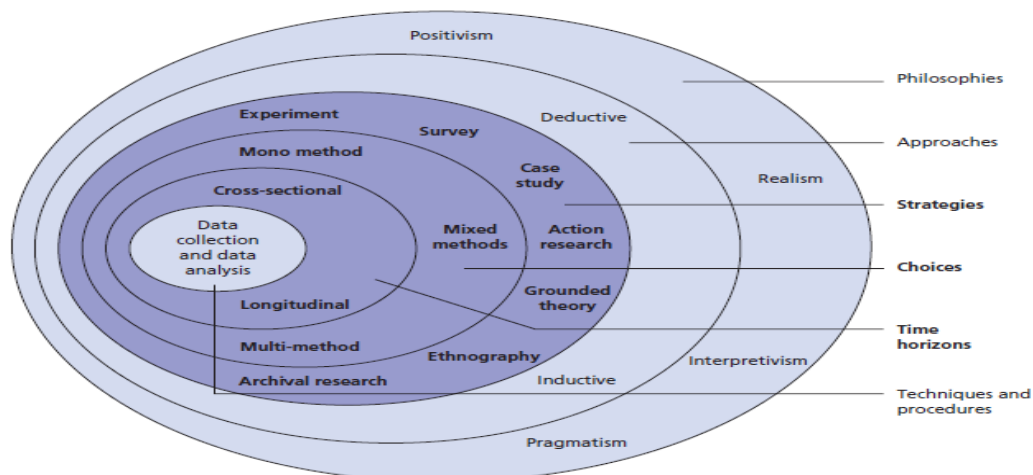 Positivism
Philosophies
Experiment
Survey
Deductive
Approaches
Mono method
Case
study
Realism
Cross-sectional
Strategies
Data
collection
and data
analysis
Mixed
methods
Action
research
Choices
Longitudinal
Grounded
theory
Time
horizons
Multi-method
Ethnography
Interpretivism
Archival research
Inductive
Techniques and
procedures
Pragmatism